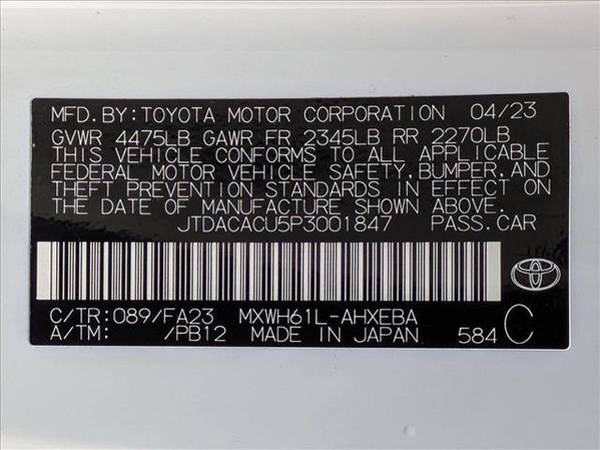 MFD.BY:TOYOTA MOTOR CORPORATION 04/23
GVWR 4475LB GAWR FR 2345LB RR 2270LB
THIS VEHICLE CONFORMS TO ALL APPLICABLE
FEDERAL MOTOR VEHICLE SAFETY,BUMPER,AND
THEFT PREVENTION STANDARDS IN EFFECT ON
THE DATE OF MANUFACTURE SHOWN ABOVE.
JTDACACU5P3001847 PASS.CAR
C/TR:089/FA23 MXWH61L-AHXEBA
A/TM: /PB12 MADE IN JAPAN 584 C